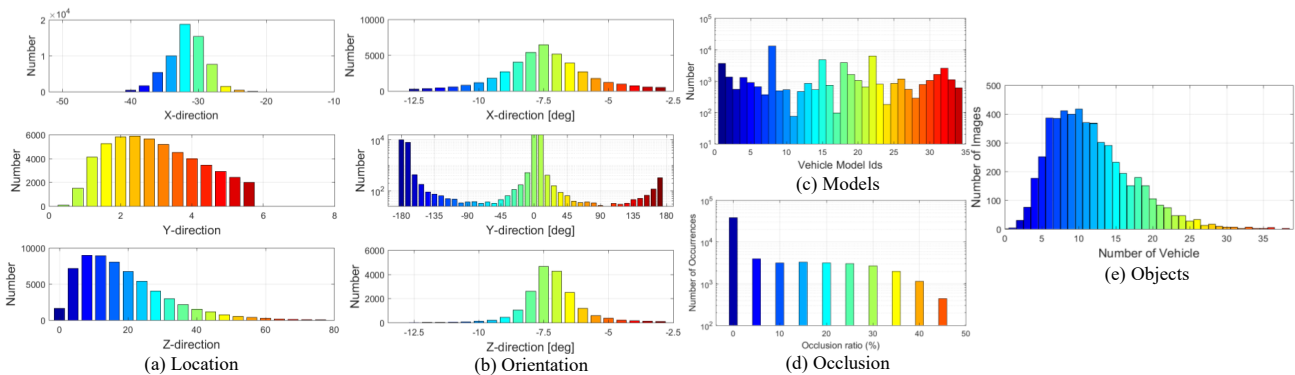 2 ×10⁴
1
0
Number
-50 -40 -30 -20 -10
X-direction
6000
4000
2000
0
Number
0 2 4 6 8
Y-direction
10000
5000
0
Number
0 20 40 60 80
Z-direction
(a) Location
10000
5000
0
Number
-12.5 -10 -7.5 -5 -2.5
X-direction [deg]
10⁴
10²
Number
-180 -135 -90 -45 0 45 90 135 180
Y-direction [deg]
6000
4000
2000
0
Number
-12.5 -10 -7.5 -5 -2.5
Z-direction [deg]
(b) Orientation
10⁵
10⁴
10³
10²
10¹
Number
0 5 10 15 20 25 30 35
Vehicle Model Ids
(c) Models
10⁵
10⁴
10³
10²
Number of Occurrences
0 10 20 30 40 50
Occlusion ratio (%)
(d) Occlusion
500
400
300
200
100
0
Number of Images
0 5 10 15 20 25 30 35
Number of Vehicle
(e) Objects